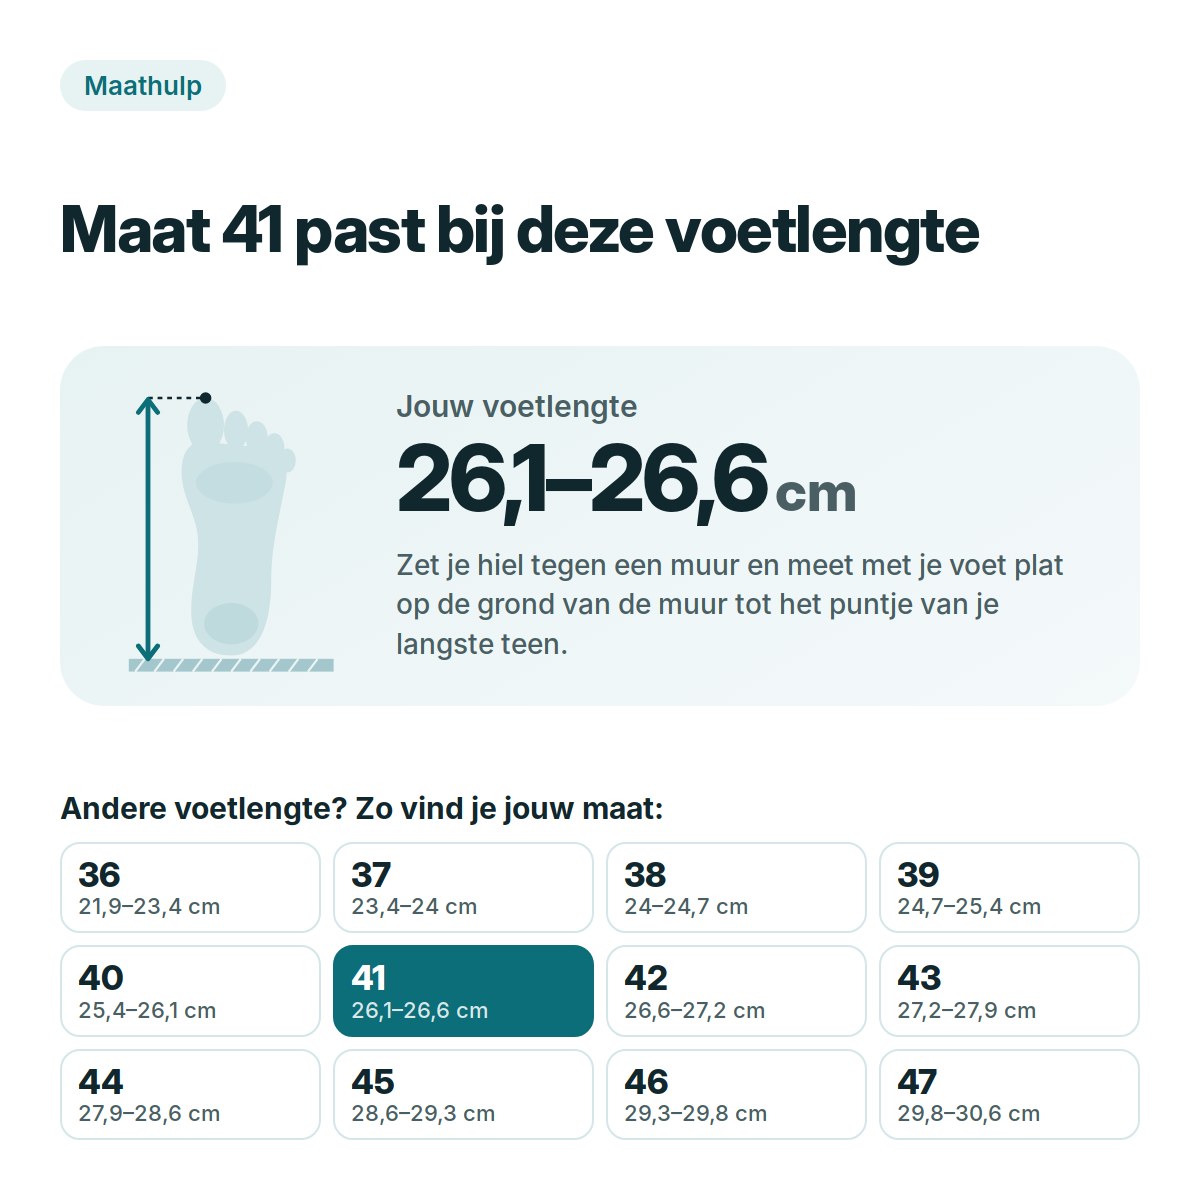 Maathulp
Maat 41 past bij deze voetlengte
Jouw voetlengte
26,1–26,6 cm
Zet je hiel tegen een muur en meet met je voet plat
op de grond van de muur tot het puntje van je
langste teen.
Andere voetlengte? Zo vind je jouw maat:
36
21,9–23,4 cm
37
23,4–24 cm
38
24–24,7 cm
39
24,7–25,4 cm
40
25,4–26,1 cm
41
26,1–26,6 cm
42
26,6–27,2 cm
43
27,2–27,9 cm
44
27,9–28,6 cm
45
28,6–29,3 cm
46
29,3–29,8 cm
47
29,8–30,6 cm